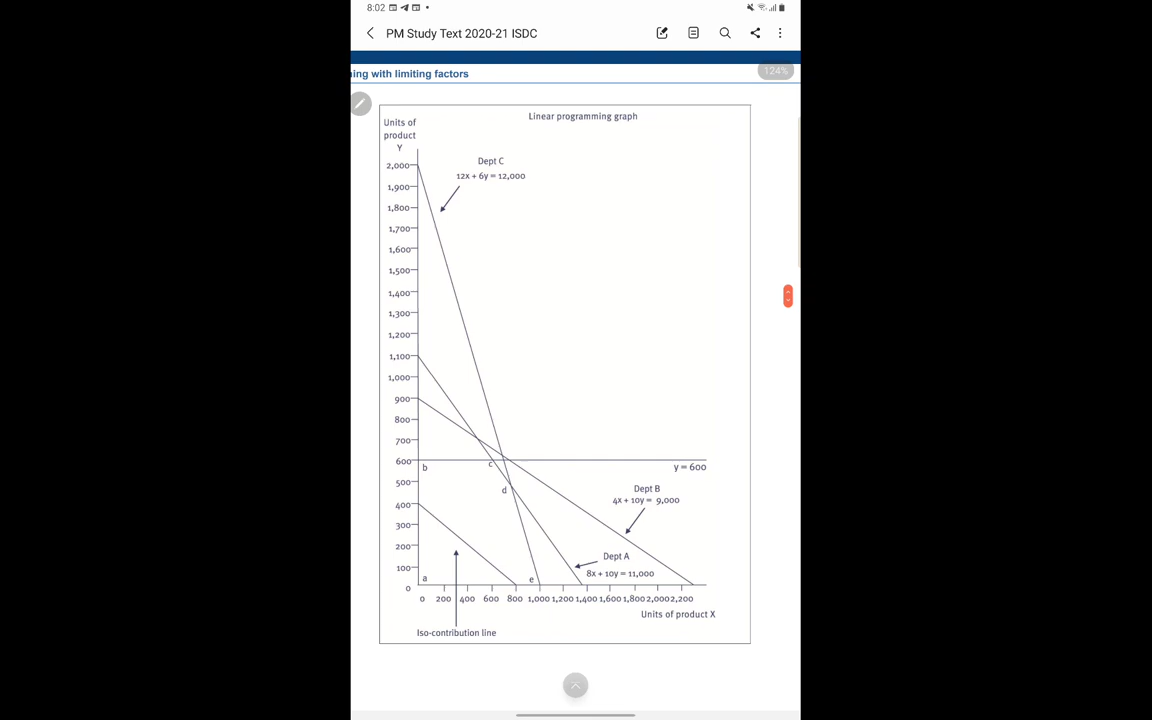 8:02
PM Study Text 2020-21 ISDC
ing with limiting factors
124%
Linear programming graph
Units of
product
Y
Dept C
12x + 6y = 12,000
2,000
1,900
1,800
1,700
1,600
1,500
1,400
1,300
1,200
1,100
1,000
900
800
700
600
b
c
y = 600
500
d
Dept B
4x + 10y = 9,000
400
300
200
Dept A
100
8x + 10y = 11,000
a
e
0
0 200 400 600 800 1,000 1,200 1,400 1,600 1,800 2,000 2,200
Units of product X
Iso-contribution line